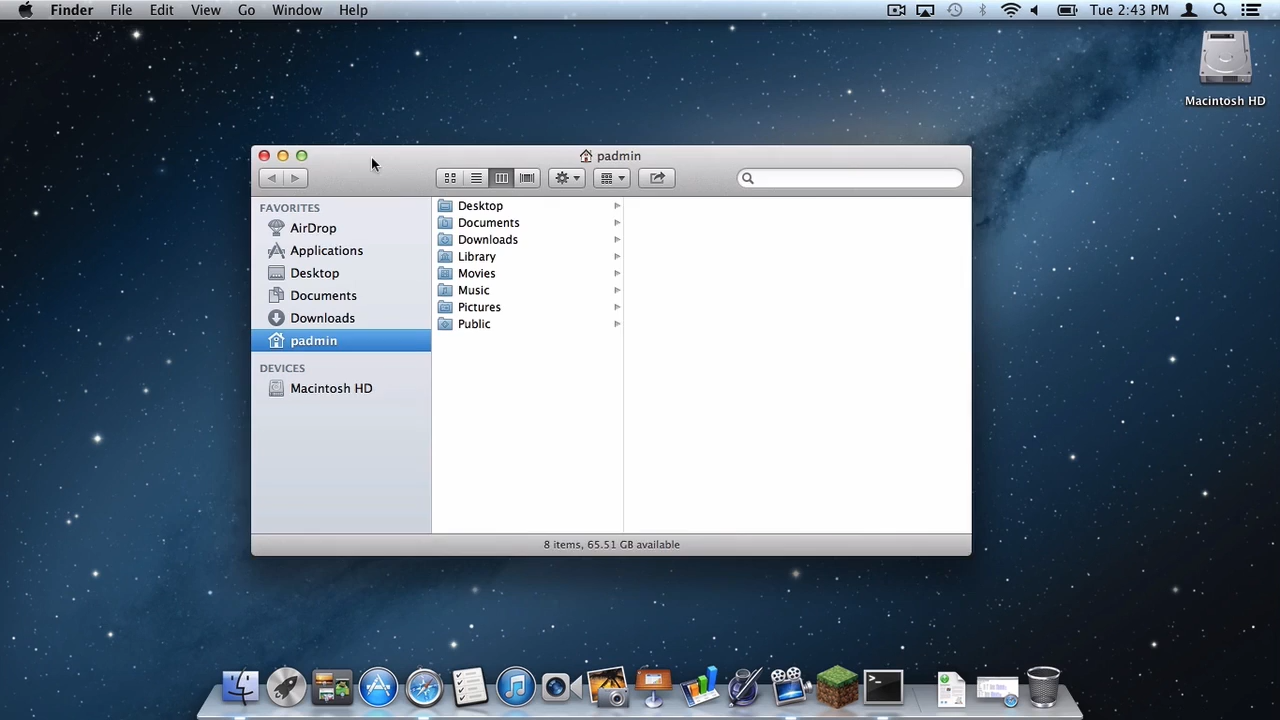 Finder File Edit View Go Window Help Tue 2:43 PM
Macintosh HD
padmin
FAVORITES
AirDrop
Applications
Desktop
Documents
Downloads
padmin
DEVICES
Macintosh HD
Desktop
Documents
Downloads
Library
Movies
Music
Pictures
Public
8 items, 65.51 GB available